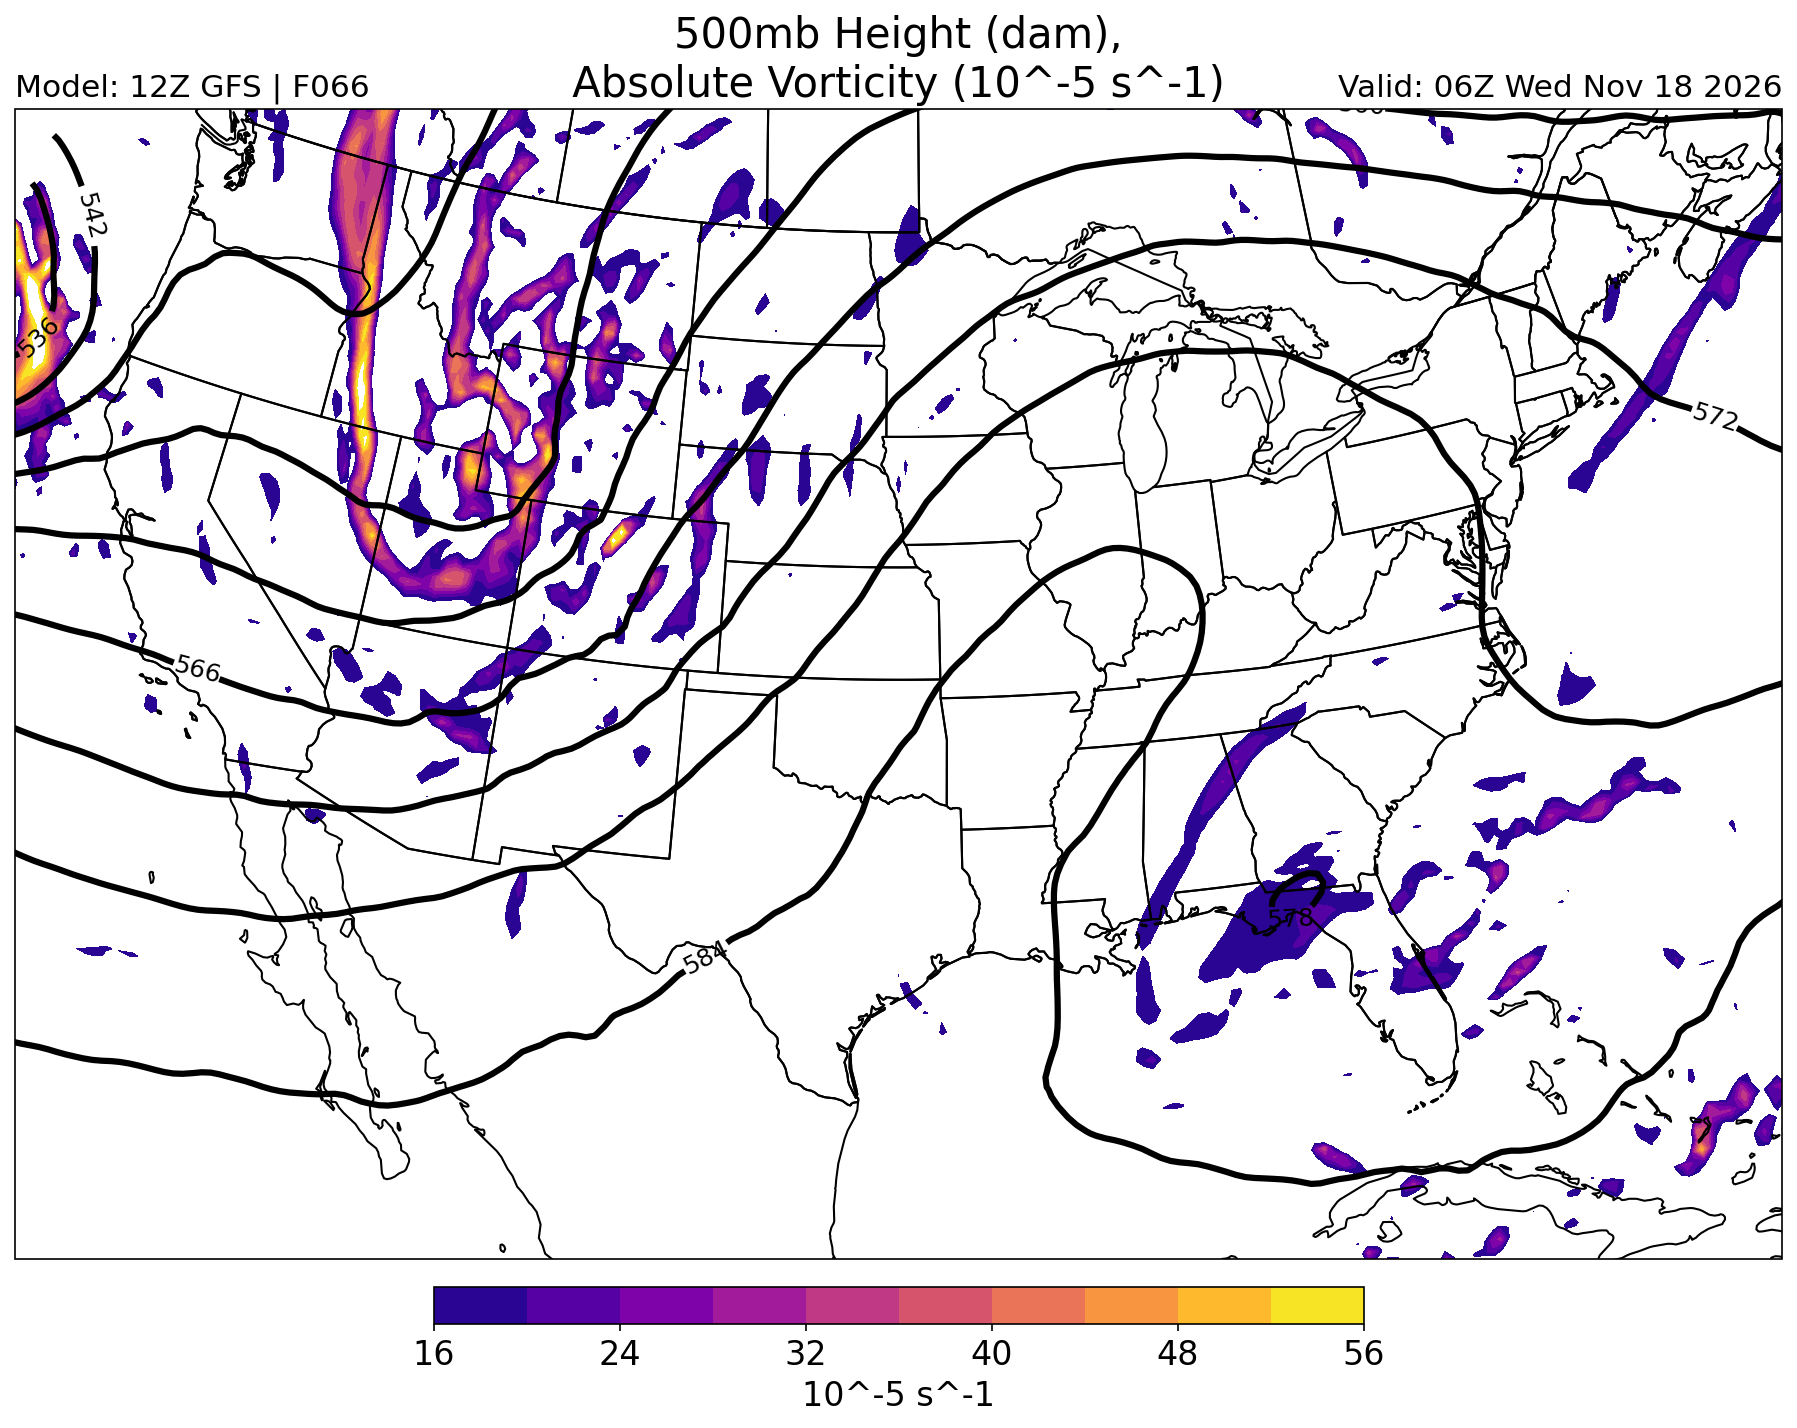 500mb Height (dam),
Absolute Vorticity (10^-5 s^-1)
Model: 12Z GFS | F066
Valid: 06Z Wed Nov 18 2026
542
536
572
566
578
584
16 24 32 40 48 56
10^-5 s^-1